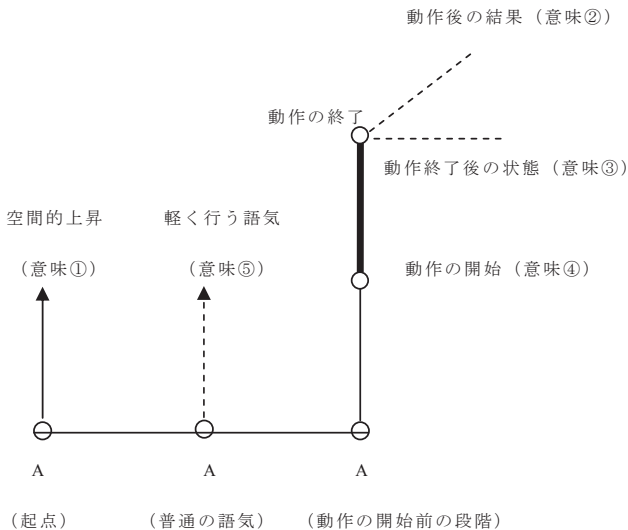 動作後の結果（意味②）
動作の終了
動作終了後の状態（意味③）
空間的上昇　軽く行う語気
（意味①）　（意味⑤）　動作の開始（意味④）
A　A　A
（起点）　（普通の語気）　（動作の開始前の段階）